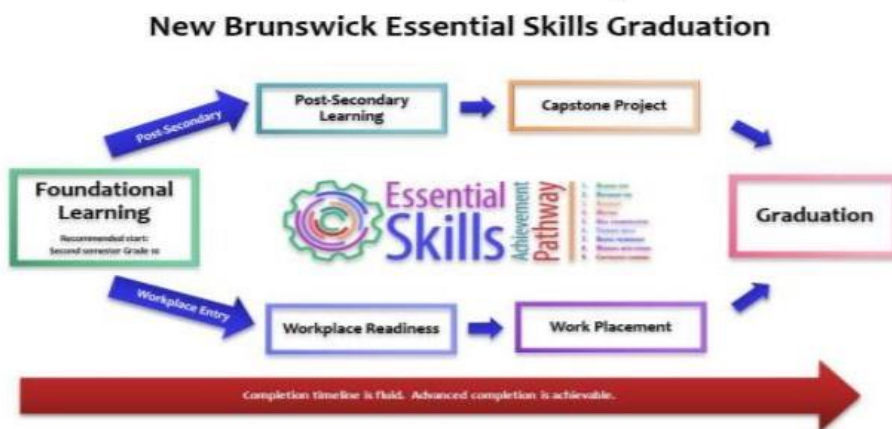 New Brunswick Essential Skills Graduation
Post-Secondary
Post-Secondary
Learning
Capstone Project
Foundational
Learning
Recommended start:
Second semester Grade 10
Essential
Skills
Achievement
Pathway
Graduation
Workplace Entry
Workplace Readiness
Work Placement
Completion timeline is fluid. Advanced completion is achievable.